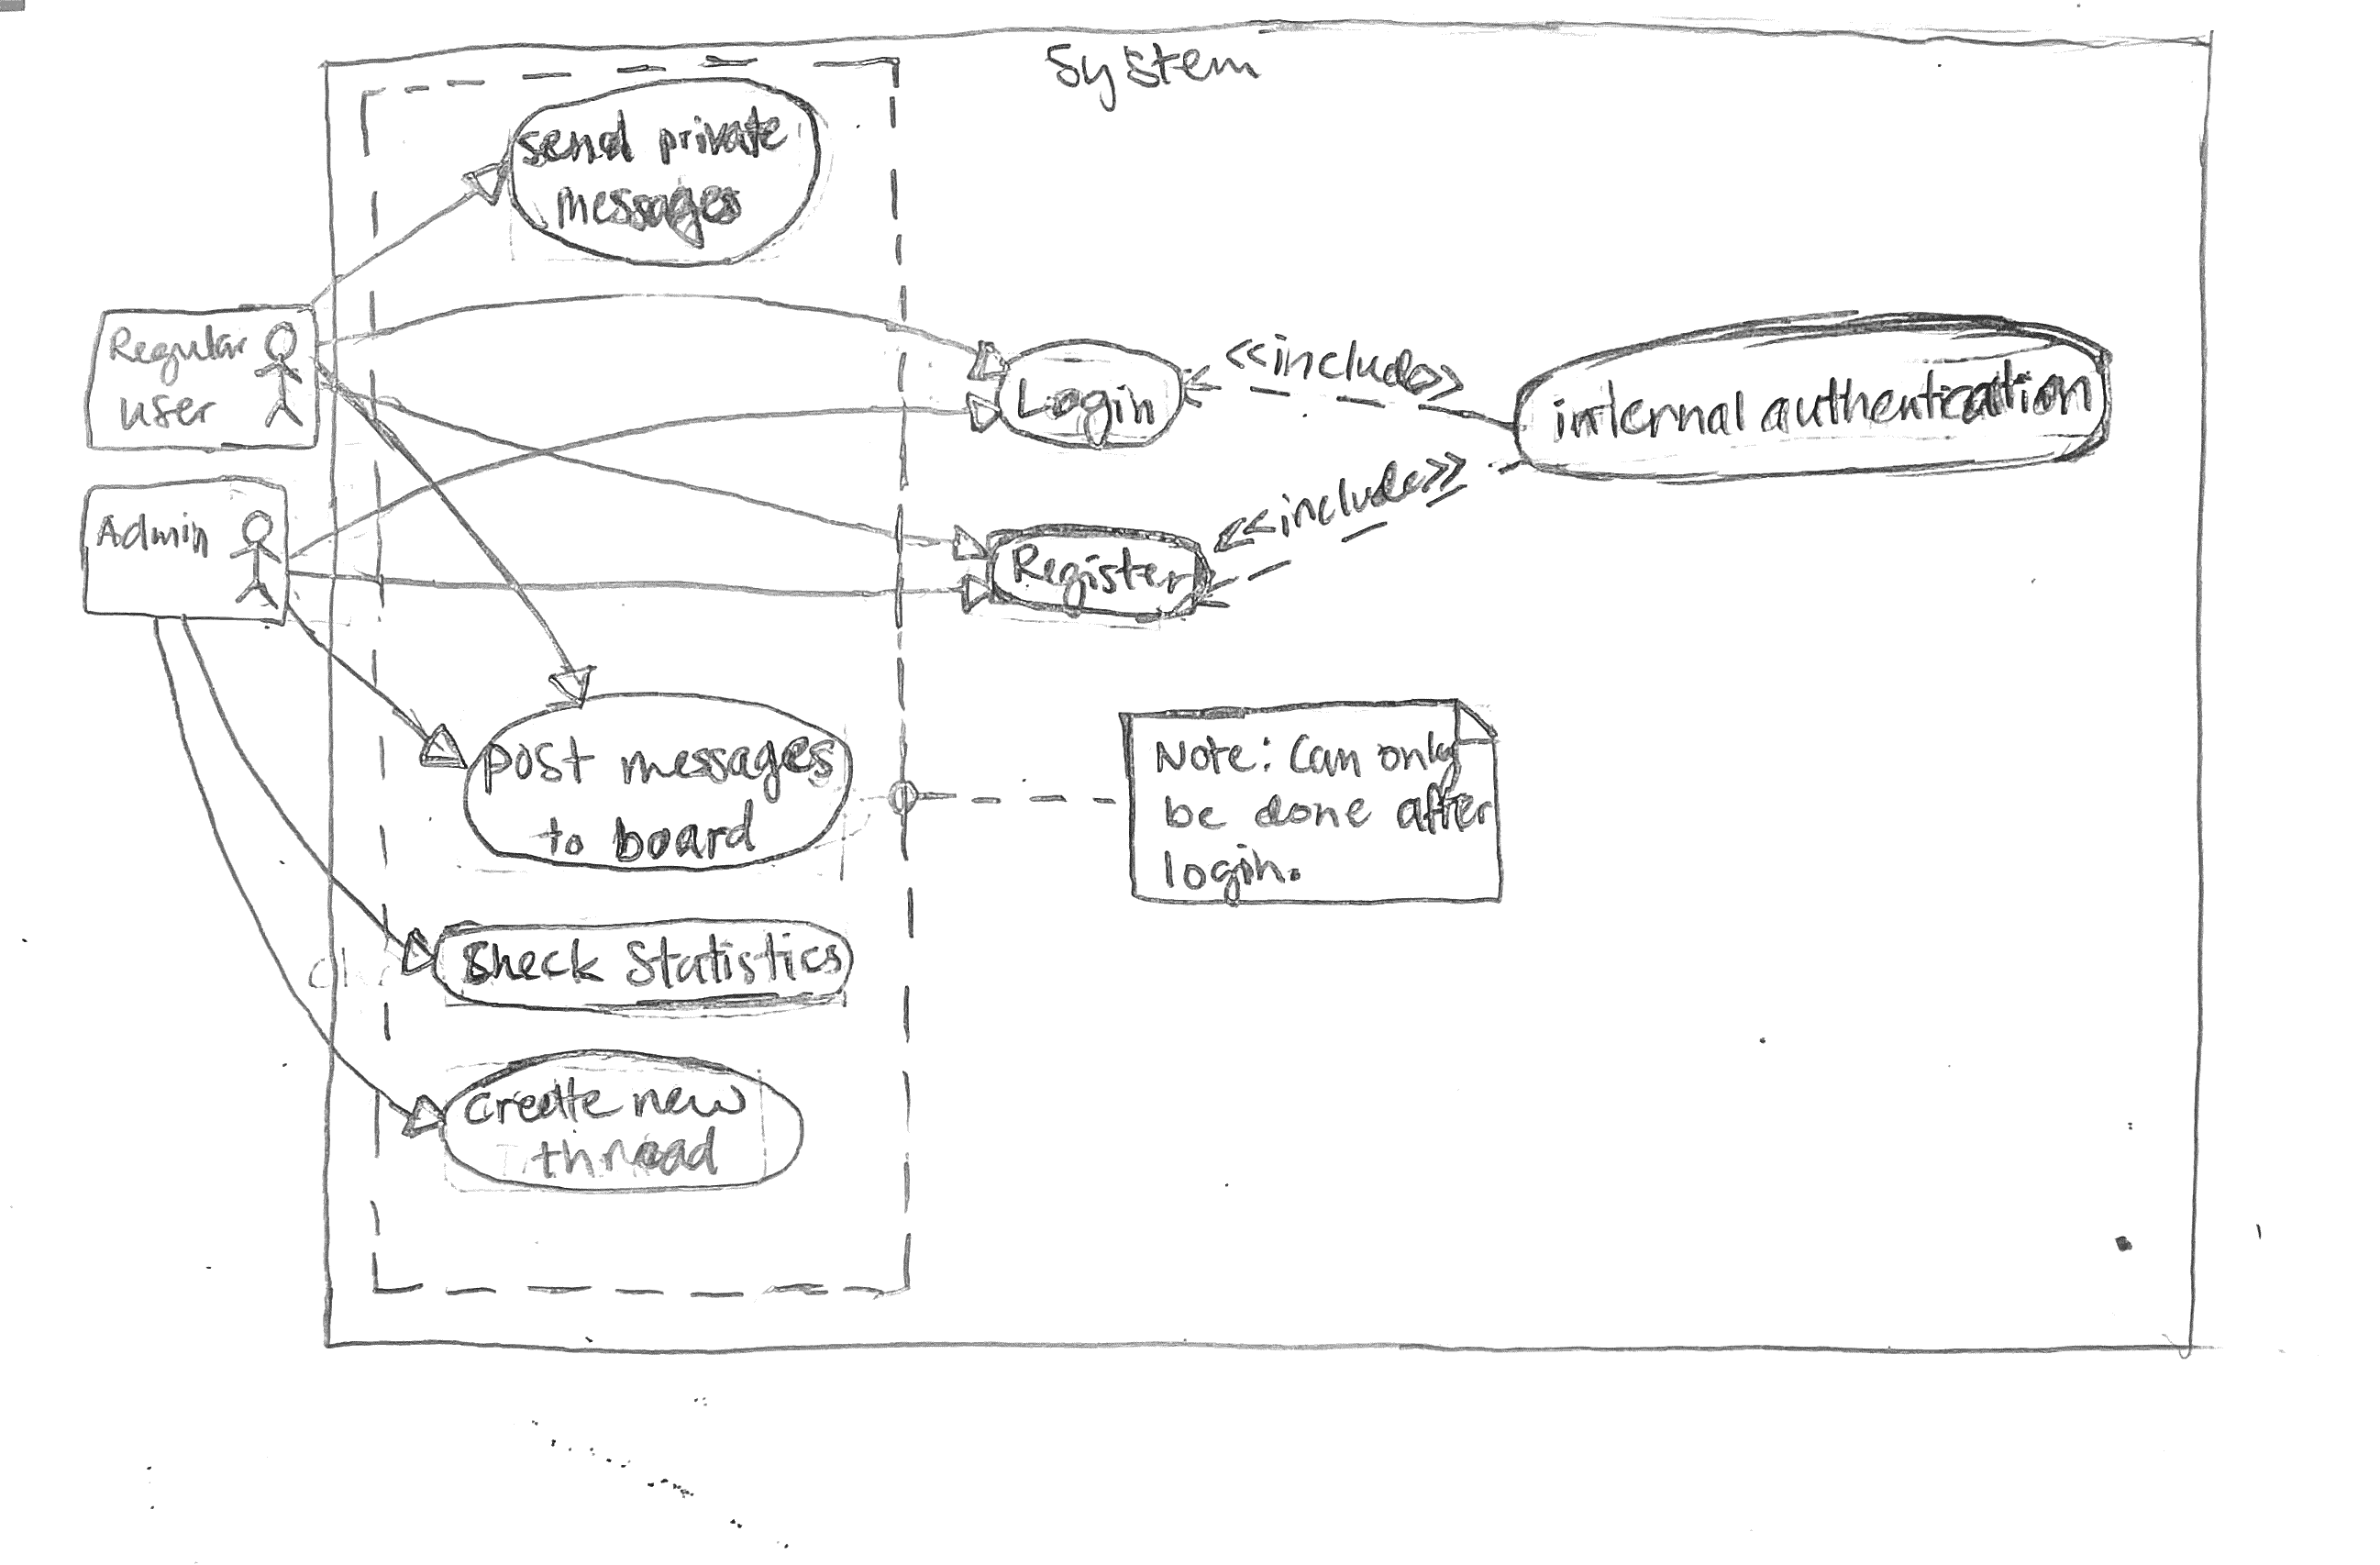 System
send private
messages
Regular
user
Login
<<include>>
internal authentication
Admin
<<include>>
Register
post messages
to board
Note: Can only
be done after
login.
Check Statistics
create new
thread